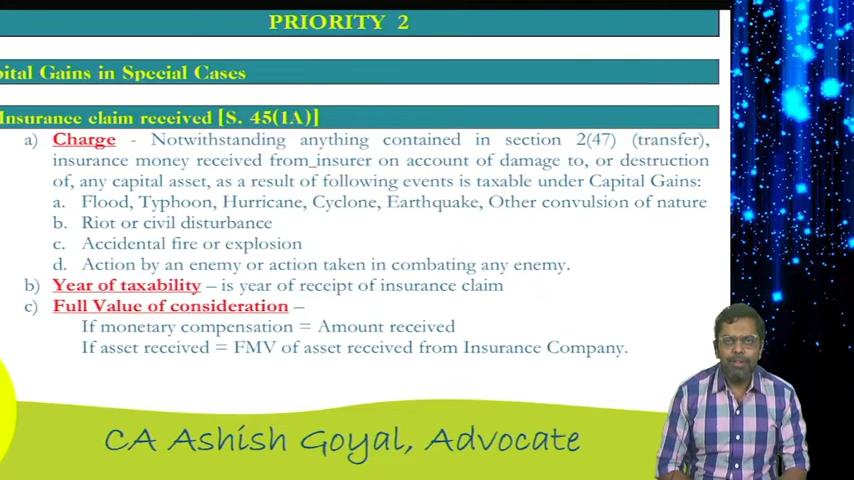 PRIORITY 2
pital Gains in Special Cases
Insurance claim received [S. 45(1A)]
a) Charge - Notwithstanding anything contained in section 2(47) (transfer),
insurance money received from_insurer on account of damage to, or destruction
of, any capital asset, as a result of following events is taxable under Capital Gains:
a. Flood, Typhoon, Hurricane, Cyclone, Earthquake, Other convulsion of nature
b. Riot or civil disturbance
c. Accidental fire or explosion
d. Action by an enemy or action taken in combating any enemy.
b) Year of taxability – is year of receipt of insurance claim
c) Full Value of consideration –
If monetary compensation = Amount received
If asset received = FMV of asset received from Insurance Company.
CA Ashish Goyal, Advocate